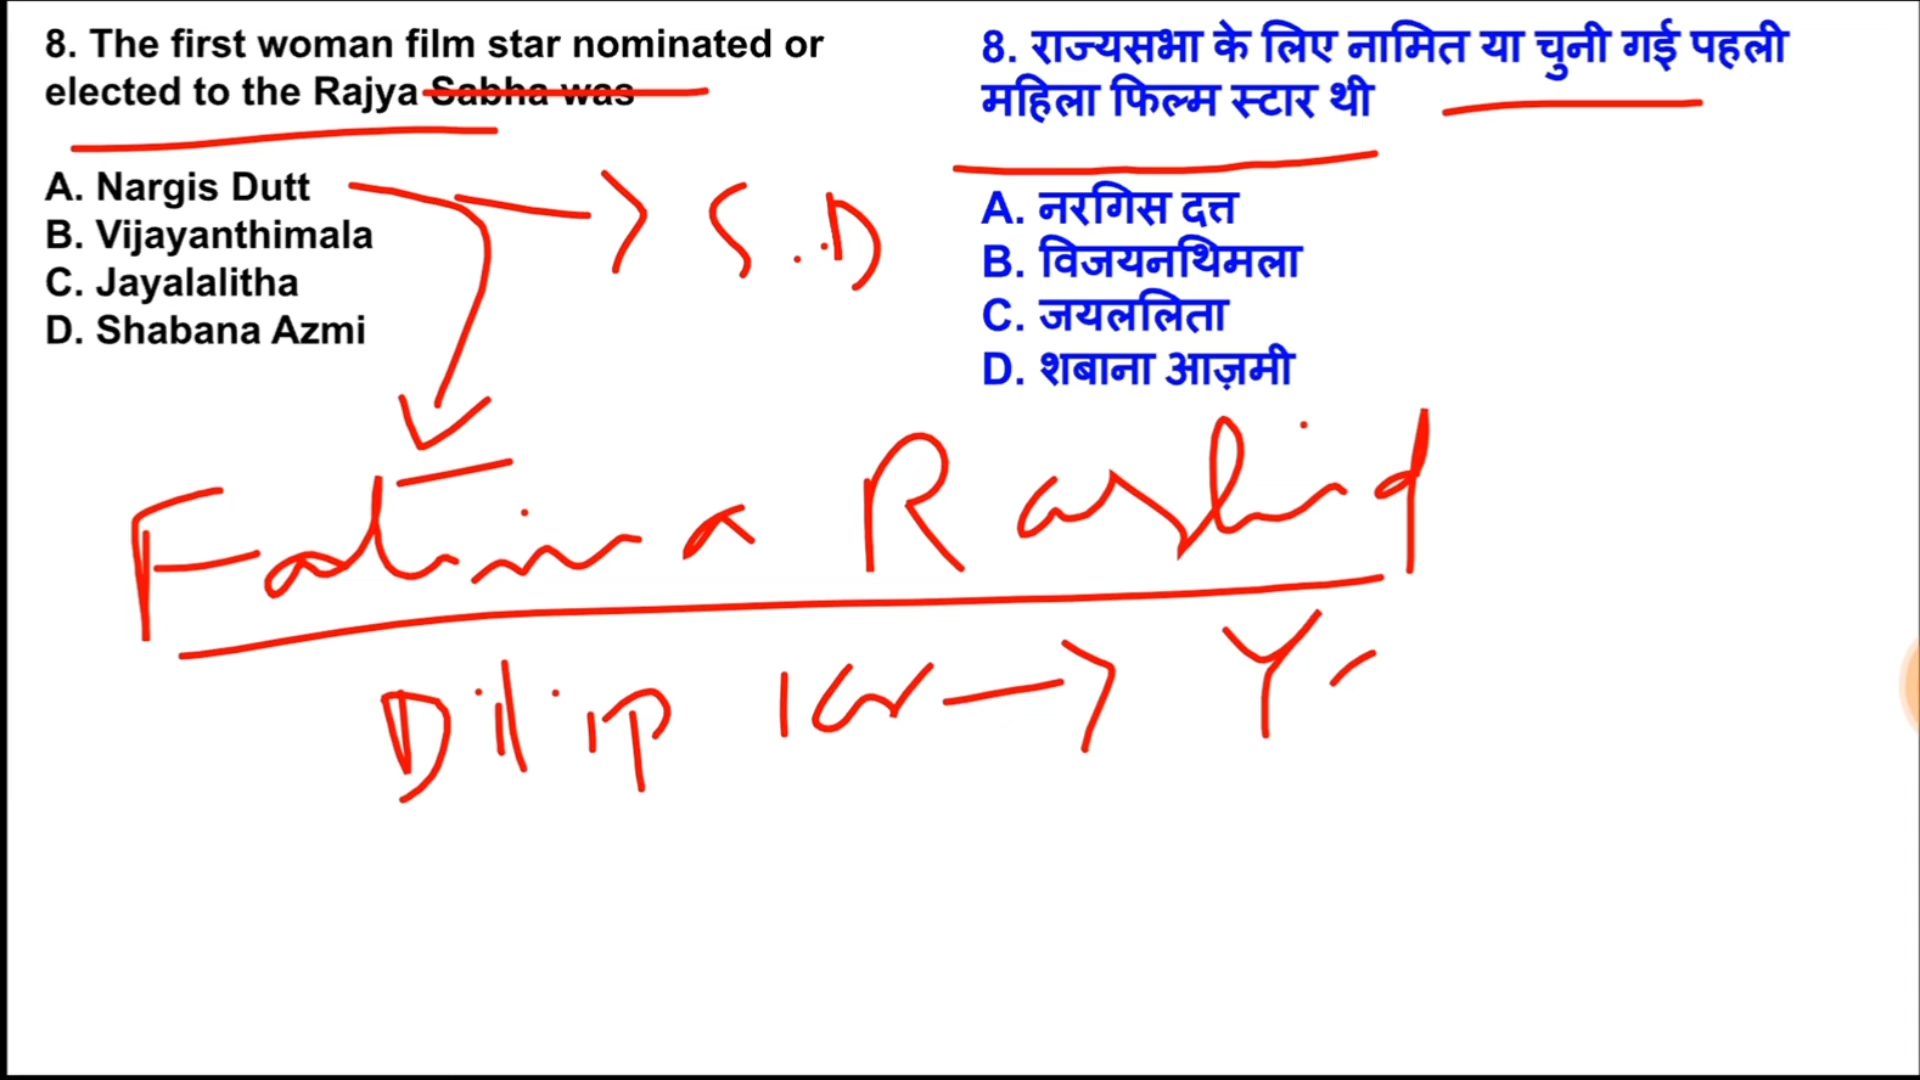 8. The first woman film star nominated or
elected to the Rajya Sabha was
A. Nargis Dutt
B. Vijayanthimala
C. Jayalalitha
D. Shabana Azmi
8. राज्यसभा के लिए नामित या चुनी गई पहली
महिला फिल्म स्टार थी
A. नरगिस दत्त
B. विजयनथिमला
C. जयललिता
D. शबाना आज़मी
S.D
Fatima Rashid
Dilip Kr → Y